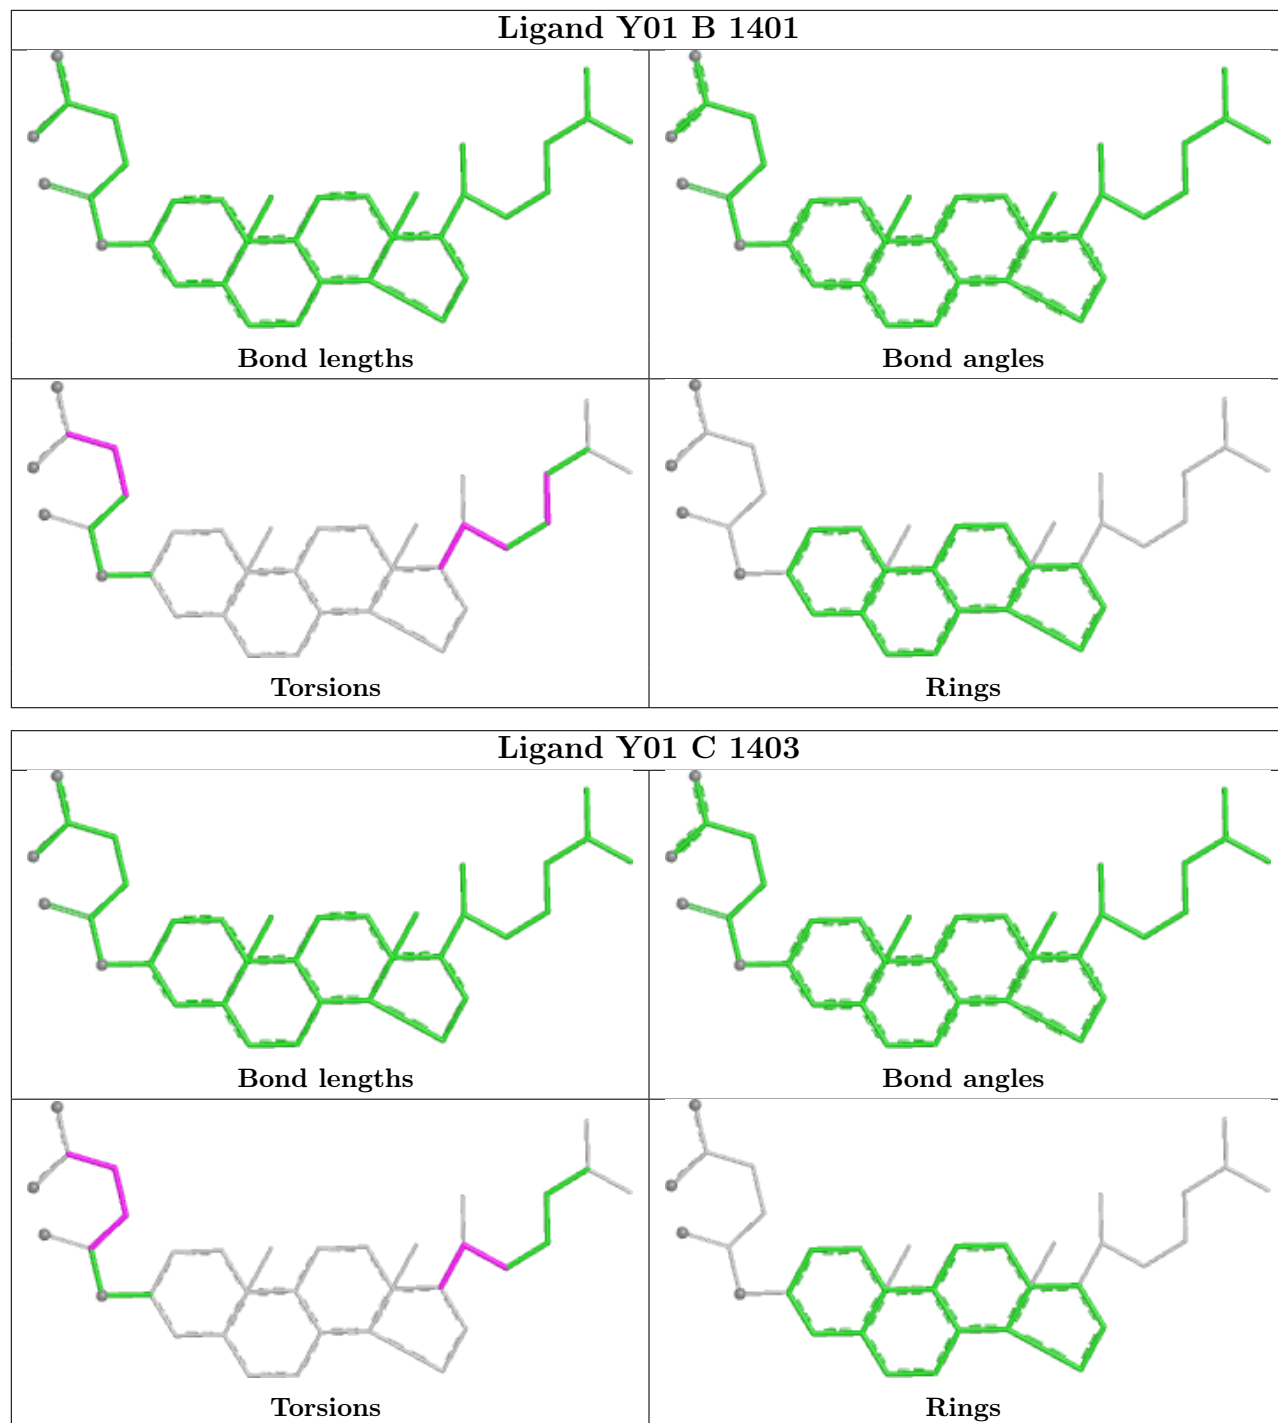 Ligand Y01 B 1401
Bond lengths
Bond angles
Torsions
Rings
Ligand Y01 C 1403
Bond lengths
Bond angles
Torsions
Rings